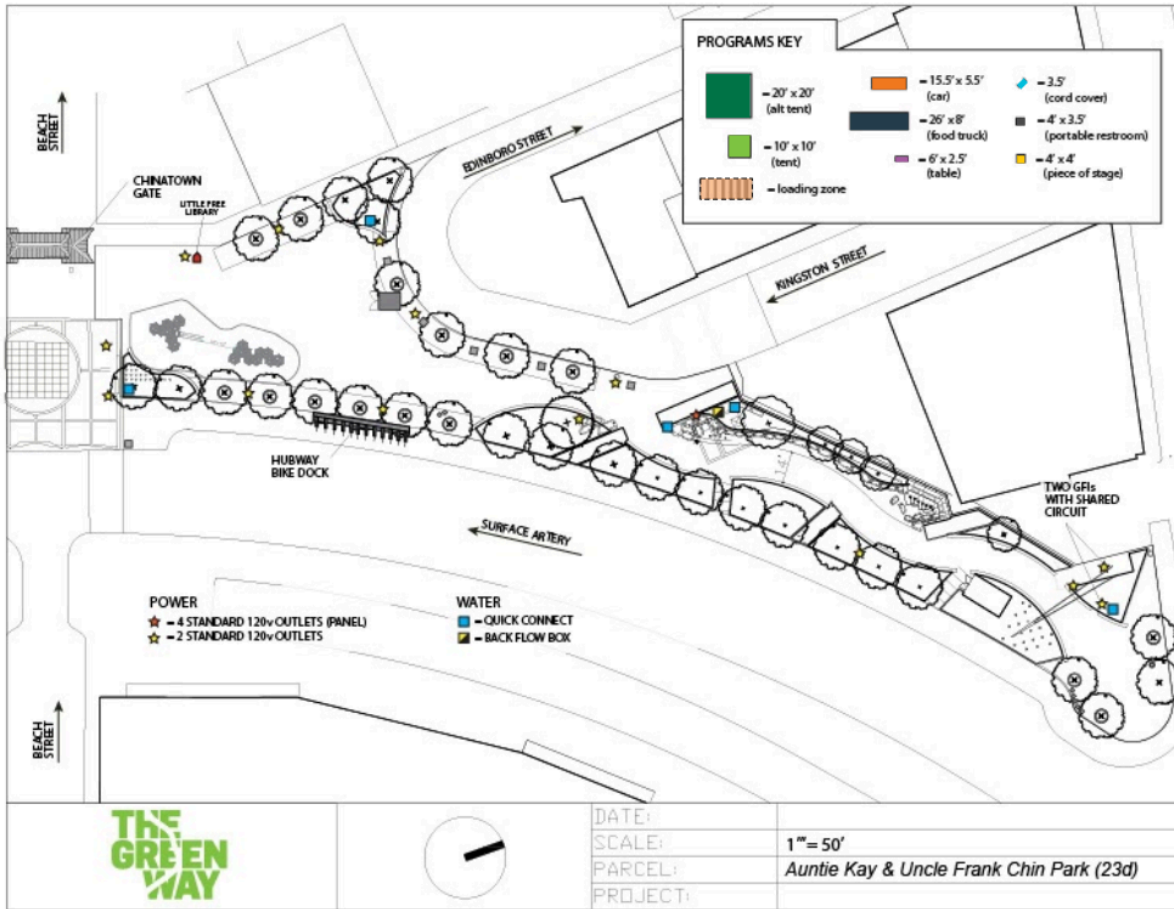 PROGRAMS KEY
= 20' x 20'
(alt tent)
= 10' x 10'
(tent)
= loading zone
= 15.5' x 5.5'
(car)
= 26' x 8'
(food truck)
= 6' x 2.5'
(table)
= 3.5'
(cord cover)
= 4' x 3.5'
(portable restroom)
= 4' x 4'
(piece of stage)
BEACH
STREET
CHINATOWN
GATE
LITTLE FREE
LIBRARY
EDINBORO STREET
KINGSTON STREET
HUBWAY
BIKE DOCK
14'
TWO GFIs
WITH SHARED
CIRCUIT
SURFACE ARTERY
POWER
= 4 STANDARD 120v OUTLETS (PANEL)
= 2 STANDARD 120v OUTLETS
WATER
= QUICK CONNECT
= BACK FLOW BOX
BEACH
STREET
THE
GREEN
WAY
DATE:
SCALE: 1'"= 50'
PARCEL: Auntie Kay & Uncle Frank Chin Park (23d)
PROJECT: